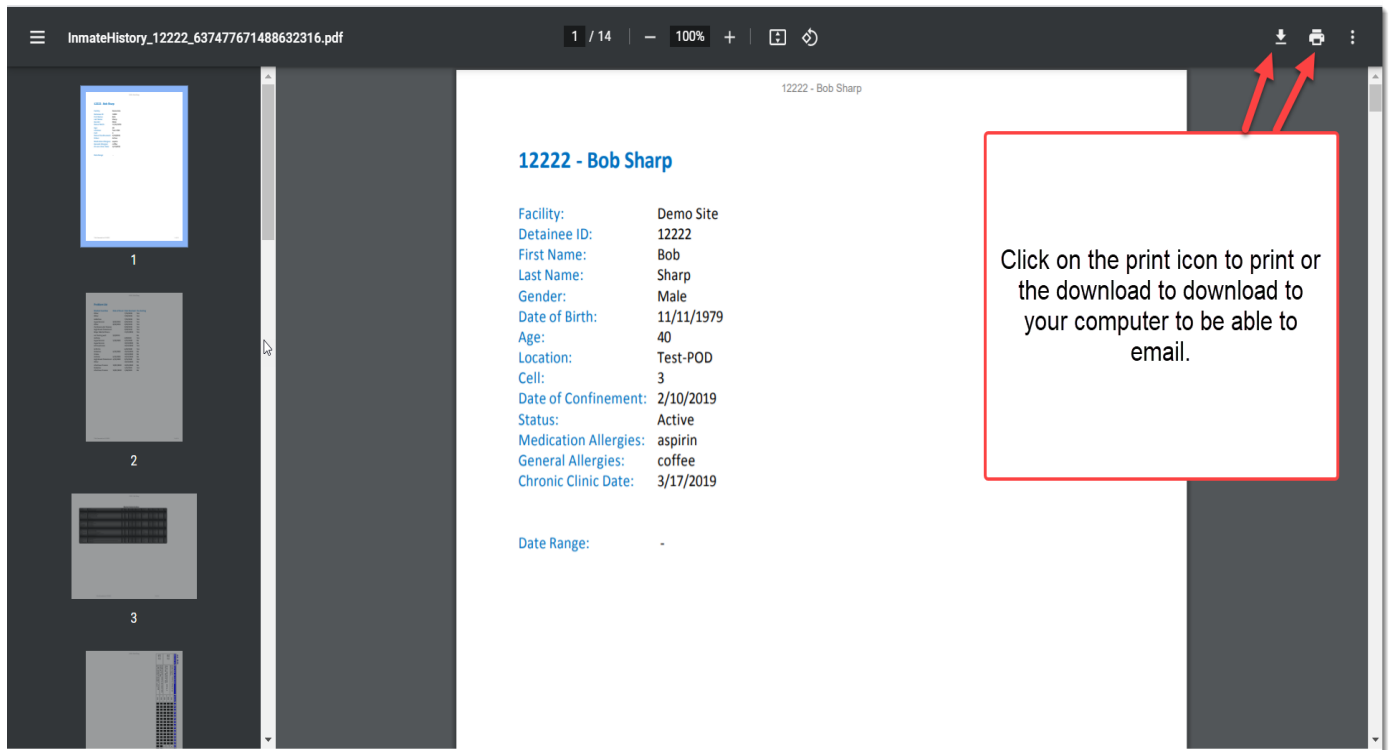 InmateHistory_12222_637477671488632316.pdf
1 / 14
100%
12222 - Bob Sharp
12222 - Bob Sharp
Facility: Demo Site
Detainee ID: 12222
First Name: Bob
Last Name: Sharp
Gender: Male
Date of Birth: 11/11/1979
Age: 40
Location: Test-POD
Cell: 3
Date of Confinement: 2/10/2019
Status: Active
Medication Allergies: aspirin
General Allergies: coffee
Chronic Clinic Date: 3/17/2019
Date Range: -
Click on the print icon to print or
the download to download to
your computer to be able to
email.
1
2
3